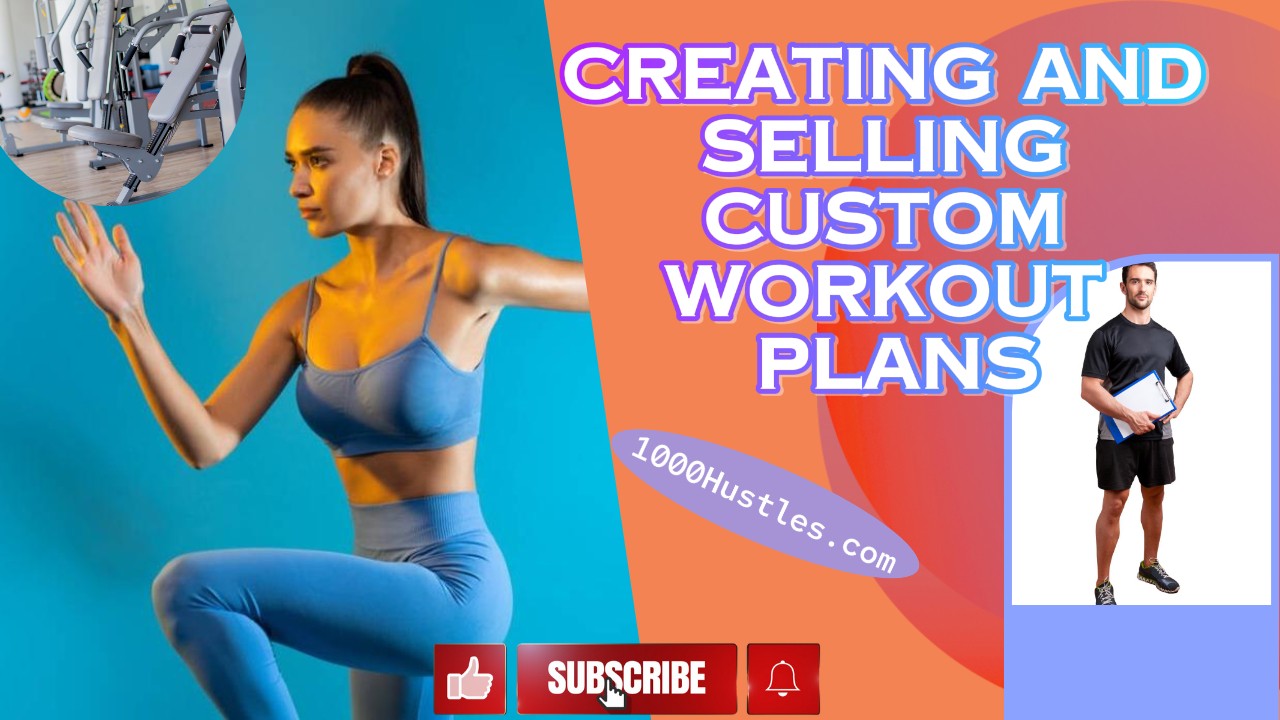 CREATING AND
SELLING
CUSTOM
WORKOUT
PLANS
1000Hustles.com
SUBSCRIBE